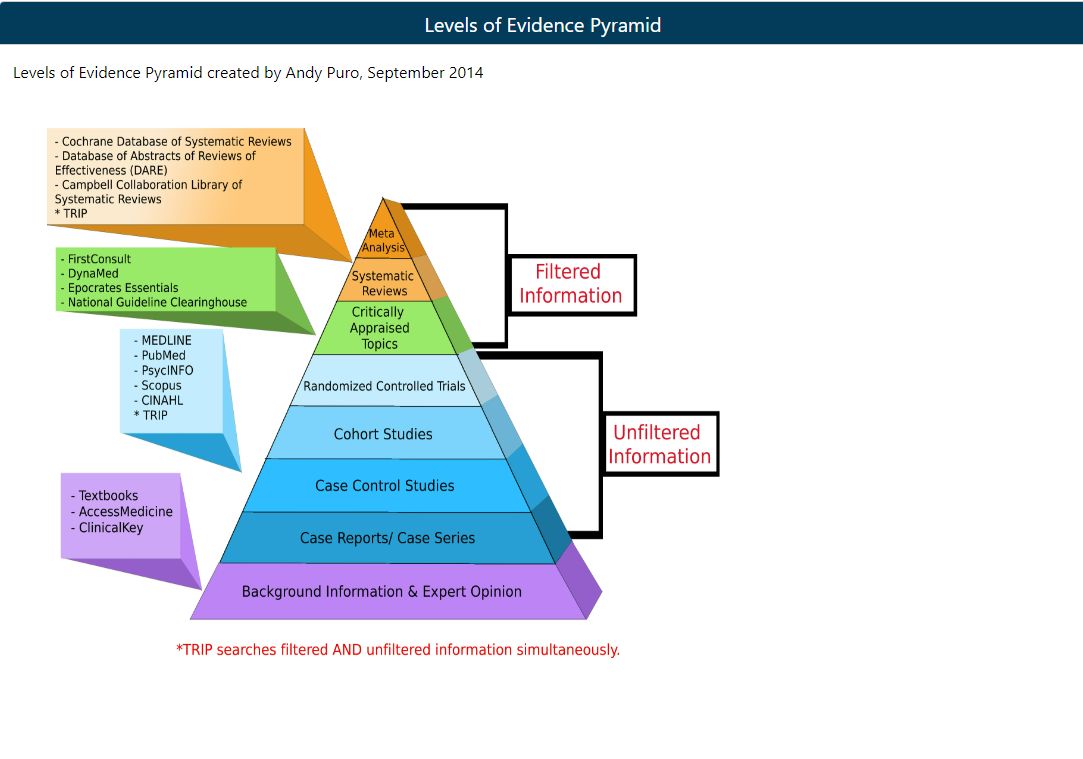 Levels of Evidence Pyramid
Levels of Evidence Pyramid created by Andy Puro, September 2014
- Cochrane Database of Systematic Reviews
- Database of Abstracts of Reviews of
Effectiveness (DARE)
- Campbell Collaboration Library of
Systematic Reviews
* TRIP
- FirstConsult
- DynaMed
- Epocrates Essentials
- National Guideline Clearinghouse
- MEDLINE
- PubMed
- PsycINFO
- Scopus
- CINAHL
* TRIP
- Textbooks
- AccessMedicine
- ClinicalKey
Meta
Analysis
Systematic
Reviews
Critically
Appraised
Topics
Randomized Controlled Trials
Cohort Studies
Case Control Studies
Case Reports/ Case Series
Background Information & Expert Opinion
Filtered
Information
Unfiltered
Information
*TRIP searches filtered AND unfiltered information simultaneously.